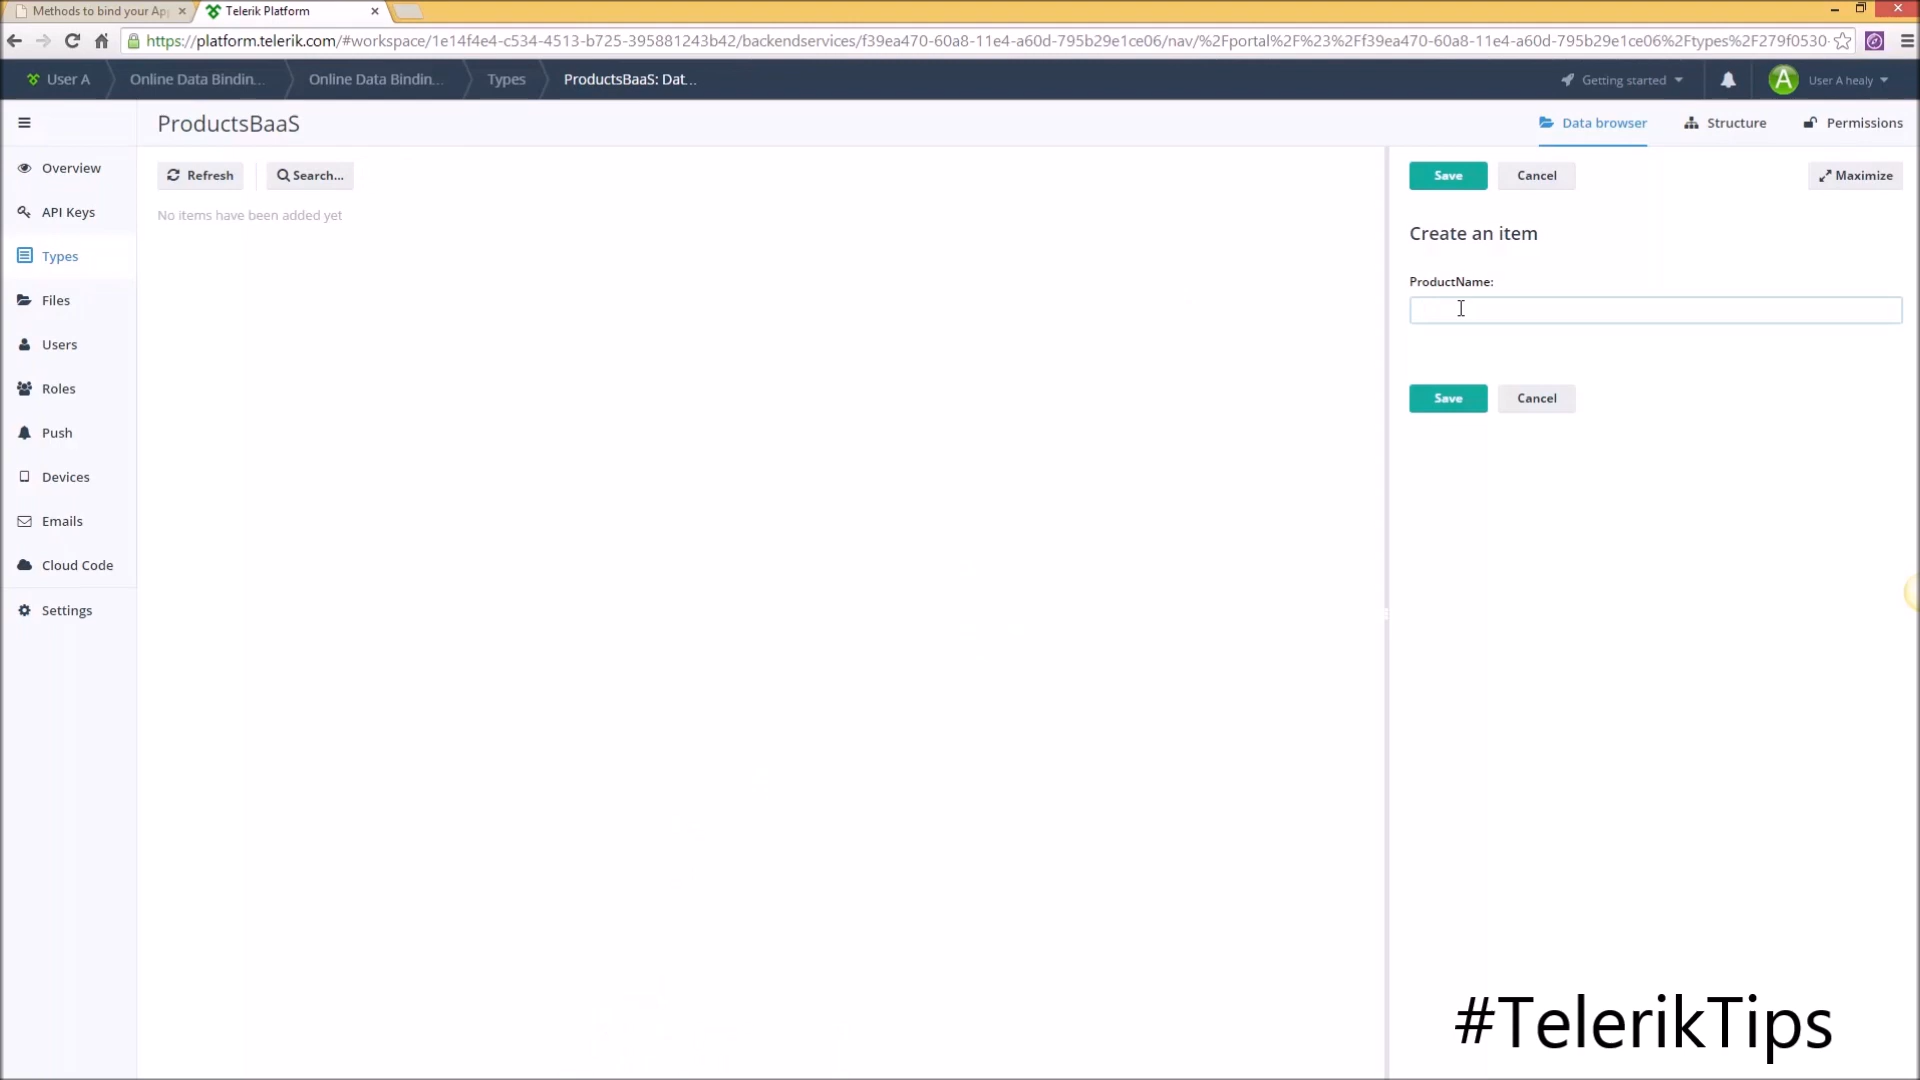 Methods to bind your Ap
Telerik Platform
https://platform.telerik.com/#workspace/1e14f4e4-c534-4513-b725-395881243b42/backendservices/f39ea470-60a8-11e4-a60d-795b29e1ce06/nav/%2Fportal%2F%23%2Ff39ea470-60a8-11e4-a60d-795b29e1ce06%2Ftypes%2F279f0530-
User A
Online Data Bindin...
Online Data Bindin...
Types
ProductsBaaS: Dat...
Getting started
A
User A healy
ProductsBaaS
Data browser
Structure
Permissions
Overview
API Keys
Types
Files
Users
Roles
Push
Devices
Emails
Cloud Code
Settings
Refresh
Search...
No items have been added yet
Save
Cancel
Maximize
Create an item
ProductName:
Save
Cancel
#TelerikTips